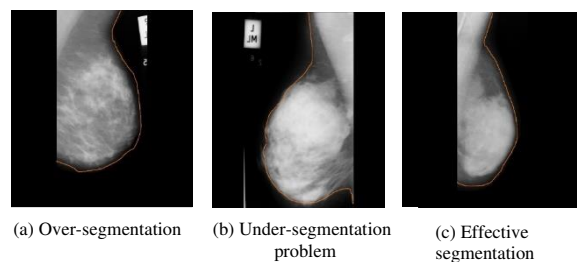 J
JM
(a) Over-segmentation
(b) Under-segmentation
problem
(c) Effective
segmentation